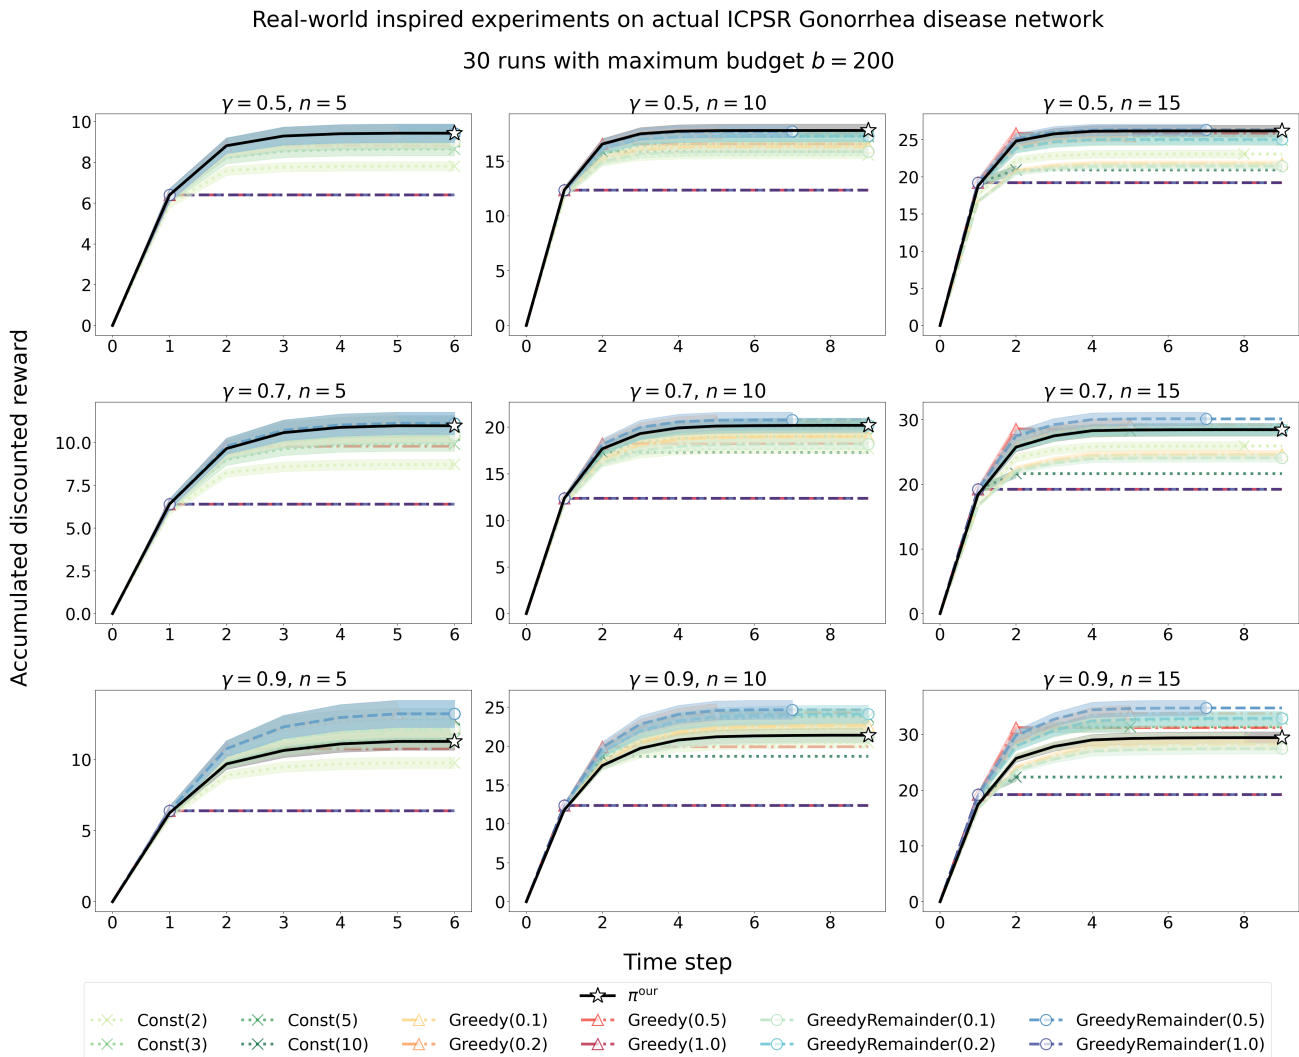 Real-world inspired experiments on actual ICPSR Gonorrhea disease network
30 runs with maximum budget b = 200
γ = 0.5, n = 5
γ = 0.5, n = 10
γ = 0.5, n = 15
10
8
6
4
2
0
0 1 2 3 4 5 6
15
10
5
0
0 2 4 6 8
25
20
15
10
5
0
0 2 4 6 8
γ = 0.7, n = 5
γ = 0.7, n = 10
γ = 0.7, n = 15
10.0
7.5
5.0
2.5
0.0
0 1 2 3 4 5 6
20
15
10
5
0
0 2 4 6 8
30
20
10
0
0 2 4 6 8
γ = 0.9, n = 5
γ = 0.9, n = 10
γ = 0.9, n = 15
10
5
0
0 1 2 3 4 5 6
25
20
15
10
5
0
0 2 4 6 8
30
20
10
0
0 2 4 6 8
Accumulated discounted reward
Time step
π^our
Const(2) Const(5) Greedy(0.1) Greedy(0.5) GreedyRemainder(0.1) GreedyRemainder(0.5)
Const(3) Const(10) Greedy(0.2) Greedy(1.0) GreedyRemainder(0.2) GreedyRemainder(1.0)